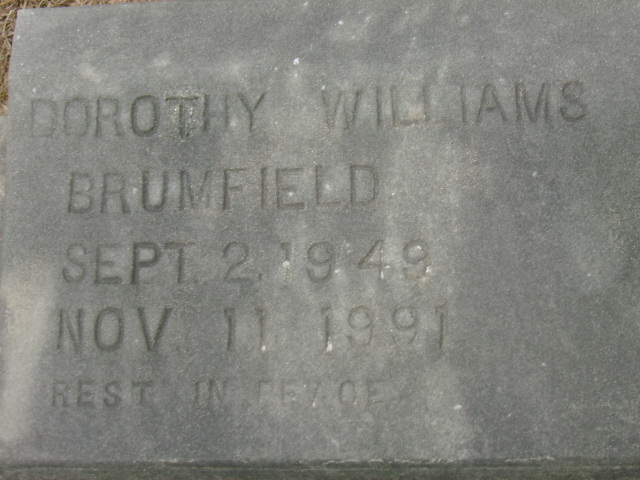 DOROTHY WILLIAMS
BRUMFIELD
SEPT. 2, 1949
NOV. 11, 1991
REST IN PEACE